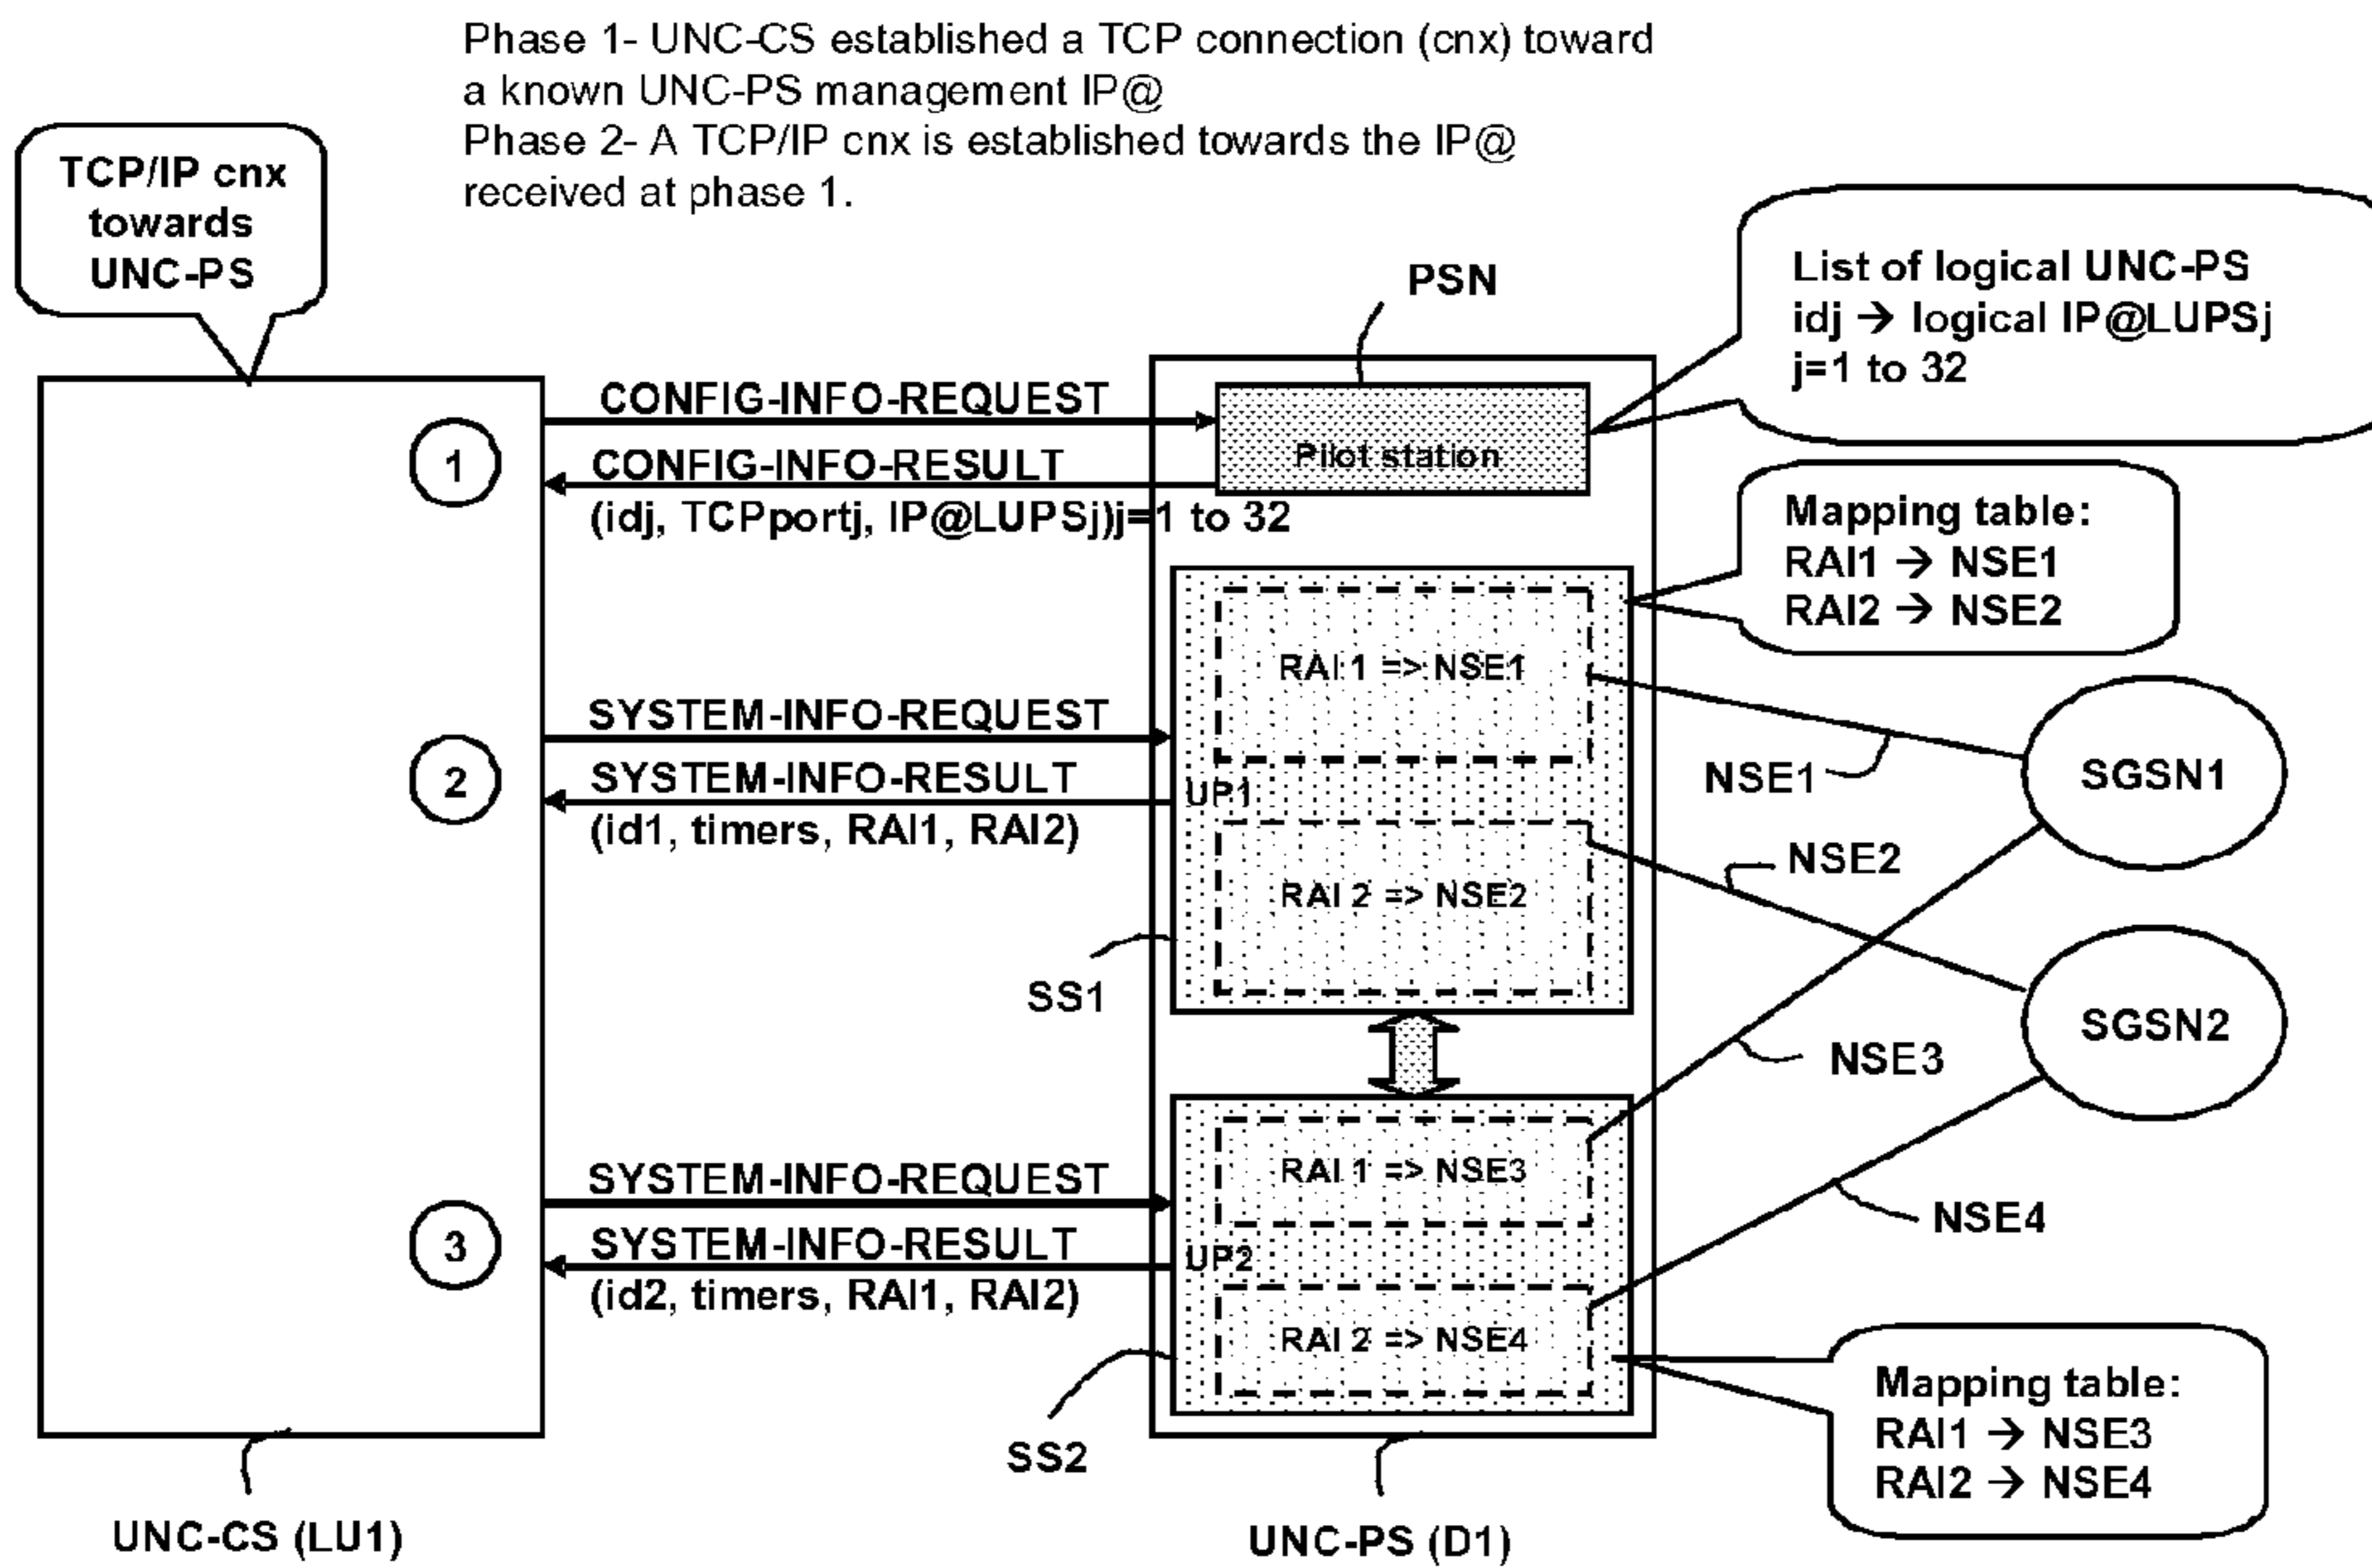 Phase 1- UNC-CS established a TCP connection (cnx) toward
a known UNC-PS management IP@
Phase 2- A TCP/IP cnx is established towards the IP@
received at phase 1.
TCP/IP cnx
towards
UNC-PS
PSN
List of logical UNC-PS
idj → logical IP@LUPSj
j=1 to 32
CONFIG-INFO-REQUEST
1
Pilot station
CONFIG-INFO-RESULT
(idj, TCPportj, IP@LUPSj)j=1 to 32
Mapping table:
RAI1 → NSE1
RAI2 → NSE2
RAI 1 => NSE1
SYSTEM-INFO-REQUEST
2
SYSTEM-INFO-RESULT
(id1, timers, RAI1, RAI2)
UP1
NSE1
SGSN1
NSE2
RAI 2 => NSE2
SS1
SGSN2
NSE3
RAI 1 => NSE3
SYSTEM-INFO-REQUEST
3
SYSTEM-INFO-RESULT
(id2, timers, RAI1, RAI2)
UP2
NSE4
RAI 2 => NSE4
SS2
Mapping table:
RAI1 → NSE3
RAI2 → NSE4
UNC-CS (LU1)
UNC-PS (D1)